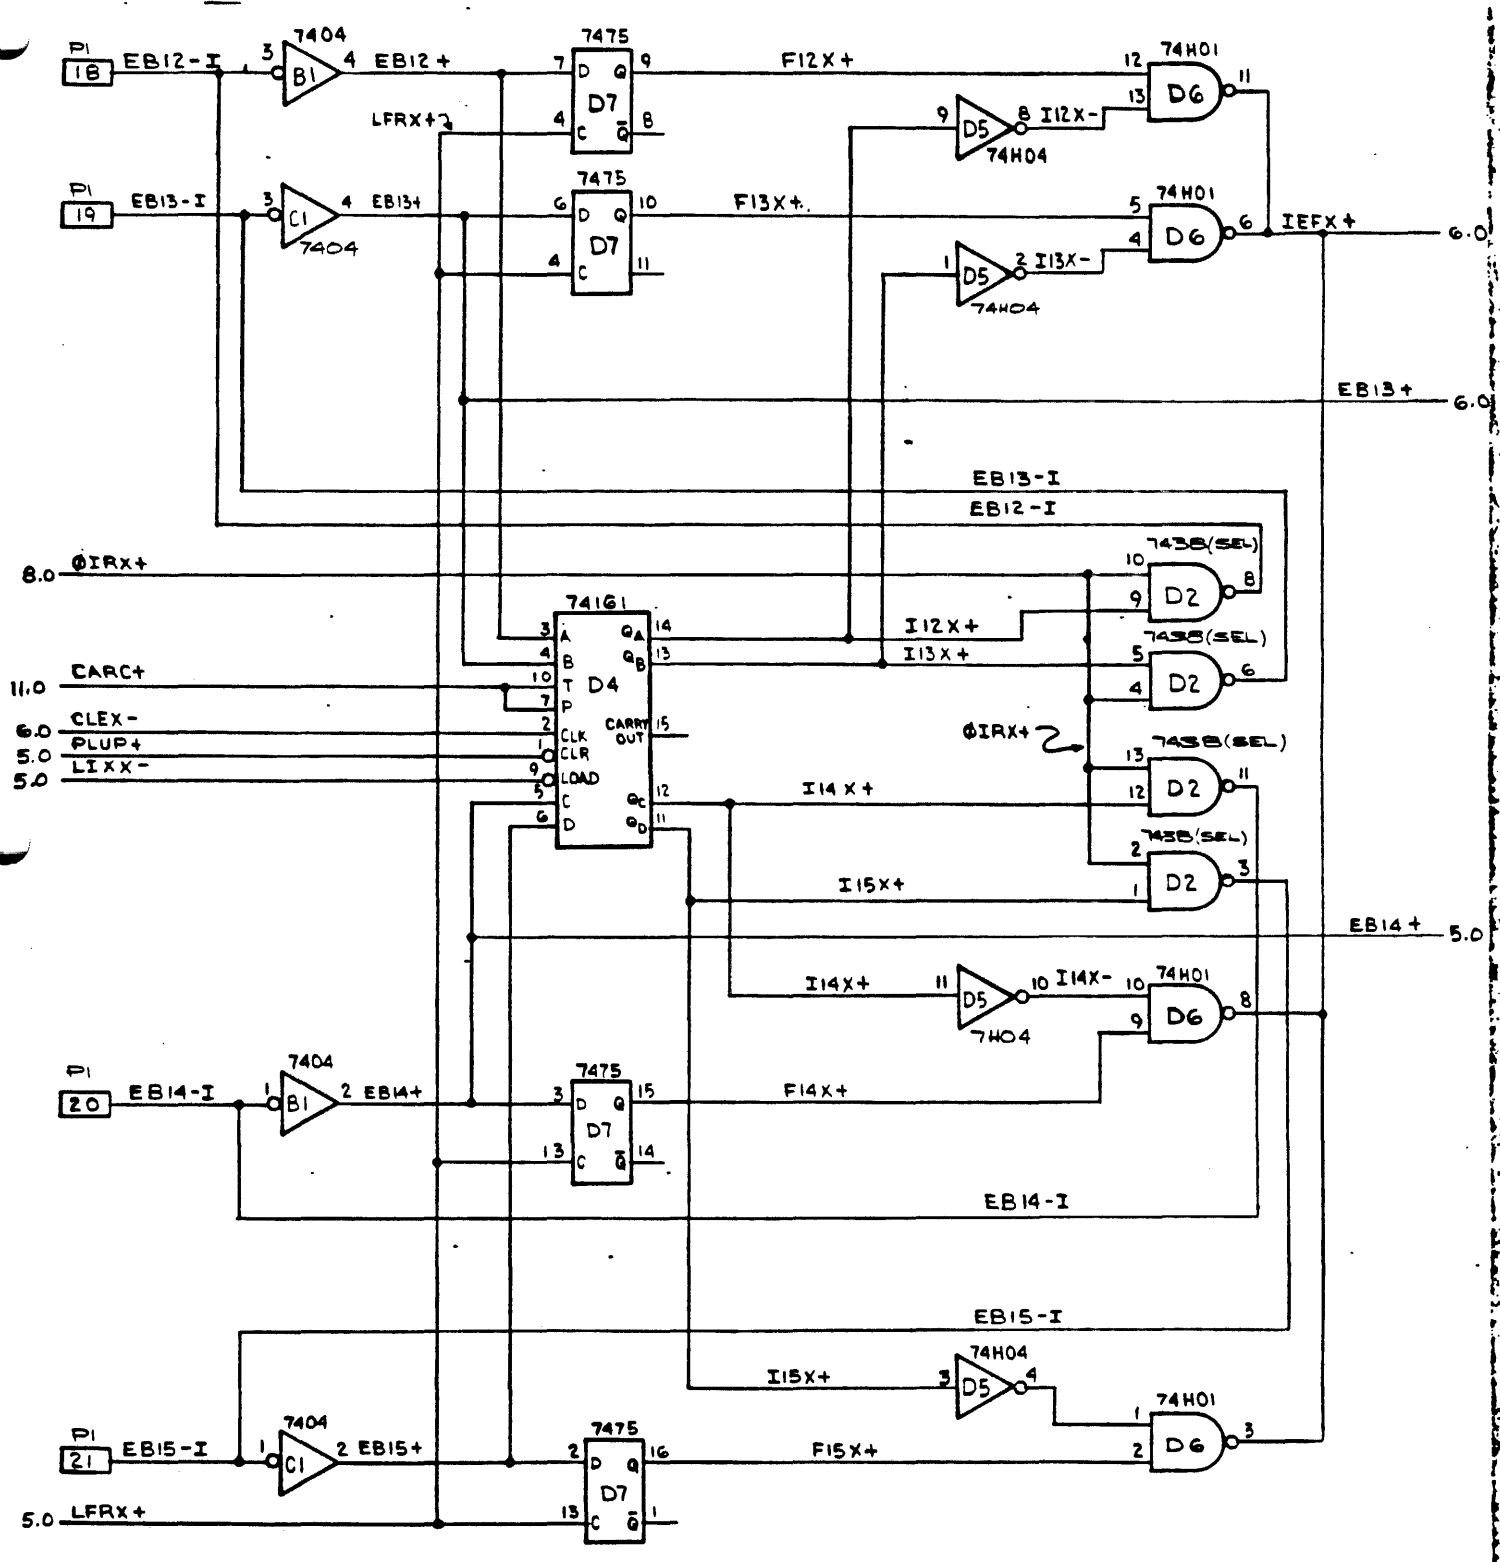 7404
7475
74H01
P1
18
EB12-I
3
B1
4
EB12+
7
D
Q
9
F12X+
12
11
D7
D6
LFRX+
4
C
Q̅
8
9
D5
8
I12X-
13
74H04
P1
19
EB13-I
3
C1
4
EB13+
7404
7475
6
D
Q
10
F13X+
74H01
5
D6
6
IEFX+
6.0
D7
4
C
11
1
D5
2
I13X-
4
74H04
EB13+
6.0
EB13-I
EB12-I
8.0
ØIRX+
7438(SEL)
10
D2
8
9
74161
3
A
QA
14
I12X+
4
B
QB
13
I13X+
7438(SEL)
5
D2
6
4
11.0
CARC+
10
T
D4
7
P
6.0
CLEX-
2
CLK
CARRY
OUT
15
5.0
PLUP+
1
CLR
5.0
LIXX-
9
LOAD
ØIRX+
7438(SEL)
13
D2
11
12
5
C
QC
12
I14X+
6
D
QD
11
7438(SEL)
2
D2
3
I15X+
1
EB14+
5.0
I14X+
11
D5
10
I14X-
7H04
74H01
10
D6
8
9
P1
20
EB14-I
7404
1
B1
2
EB14+
7475
3
D
Q
15
F14X+
D7
13
C
Q̅
14
EB14-I
EB15-I
I15X+
74H04
3
D5
4
74H01
1
D6
3
2
P1
21
EB15-I
7404
1
C1
2
EB15+
7475
2
D
Q
16
F15X+
D7
5.0
LFRX+
13
C
Q̅
1